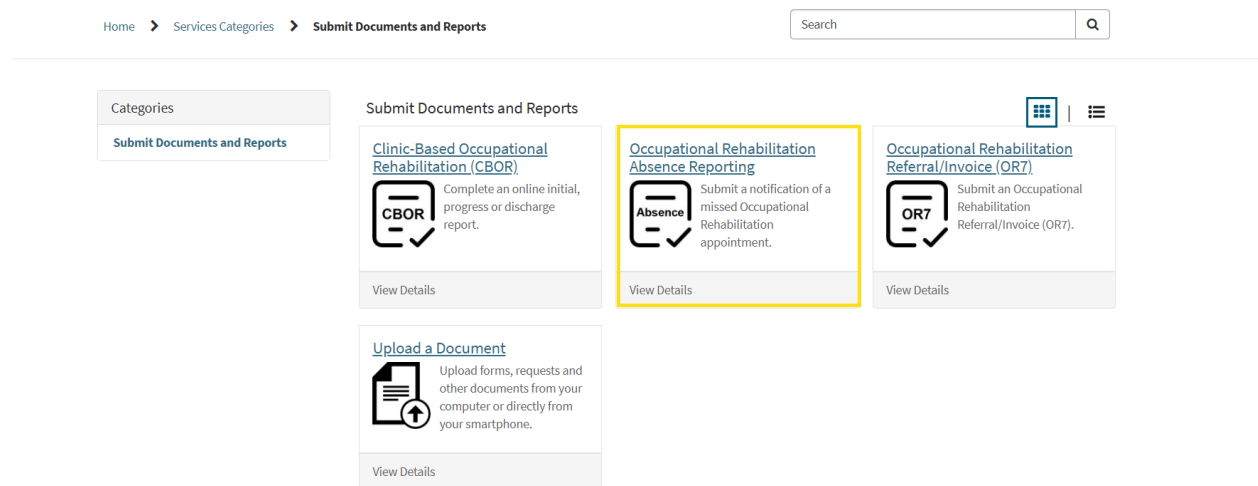 Home > Services Categories > Submit Documents and Reports
Search
Categories
Submit Documents and Reports
Submit Documents and Reports
|
Clinic-Based Occupational
Rehabilitation (CBOR)
CBOR
Complete an online initial,
progress or discharge
report.
View Details
Occupational Rehabilitation
Absence Reporting
Absence
Submit a notification of a
missed Occupational
Rehabilitation
appointment.
View Details
Occupational Rehabilitation
Referral/Invoice (OR7)
OR7
Submit an Occupational
Rehabilitation
Referral/Invoice (OR7).
View Details
Upload a Document
Upload forms, requests and
other documents from your
computer or directly from
your smartphone.
View Details